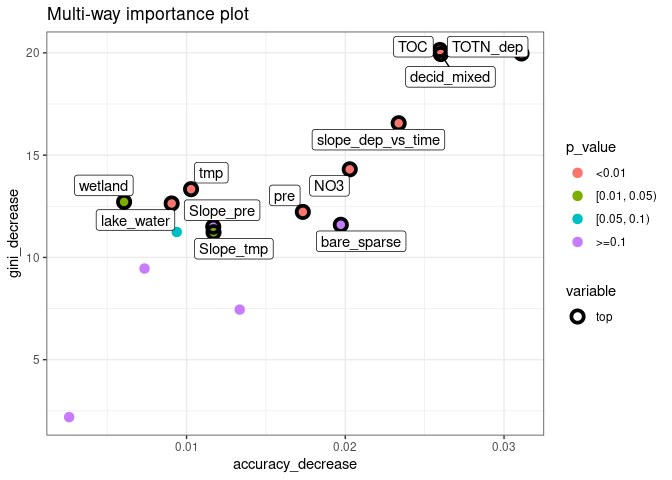 Multi-way importance plot
20
15
10
5
gini_decrease
TOC
TOTN_dep
decid_mixed
slope_dep_vs_time
tmp
NO3
wetland
pre
Slope_pre
lake_water
bare_sparse
Slope_tmp
0.01
0.02
0.03
accuracy_decrease
p_value
<0.01
[0.01, 0.05)
[0.05, 0.1)
>=0.1
variable
top